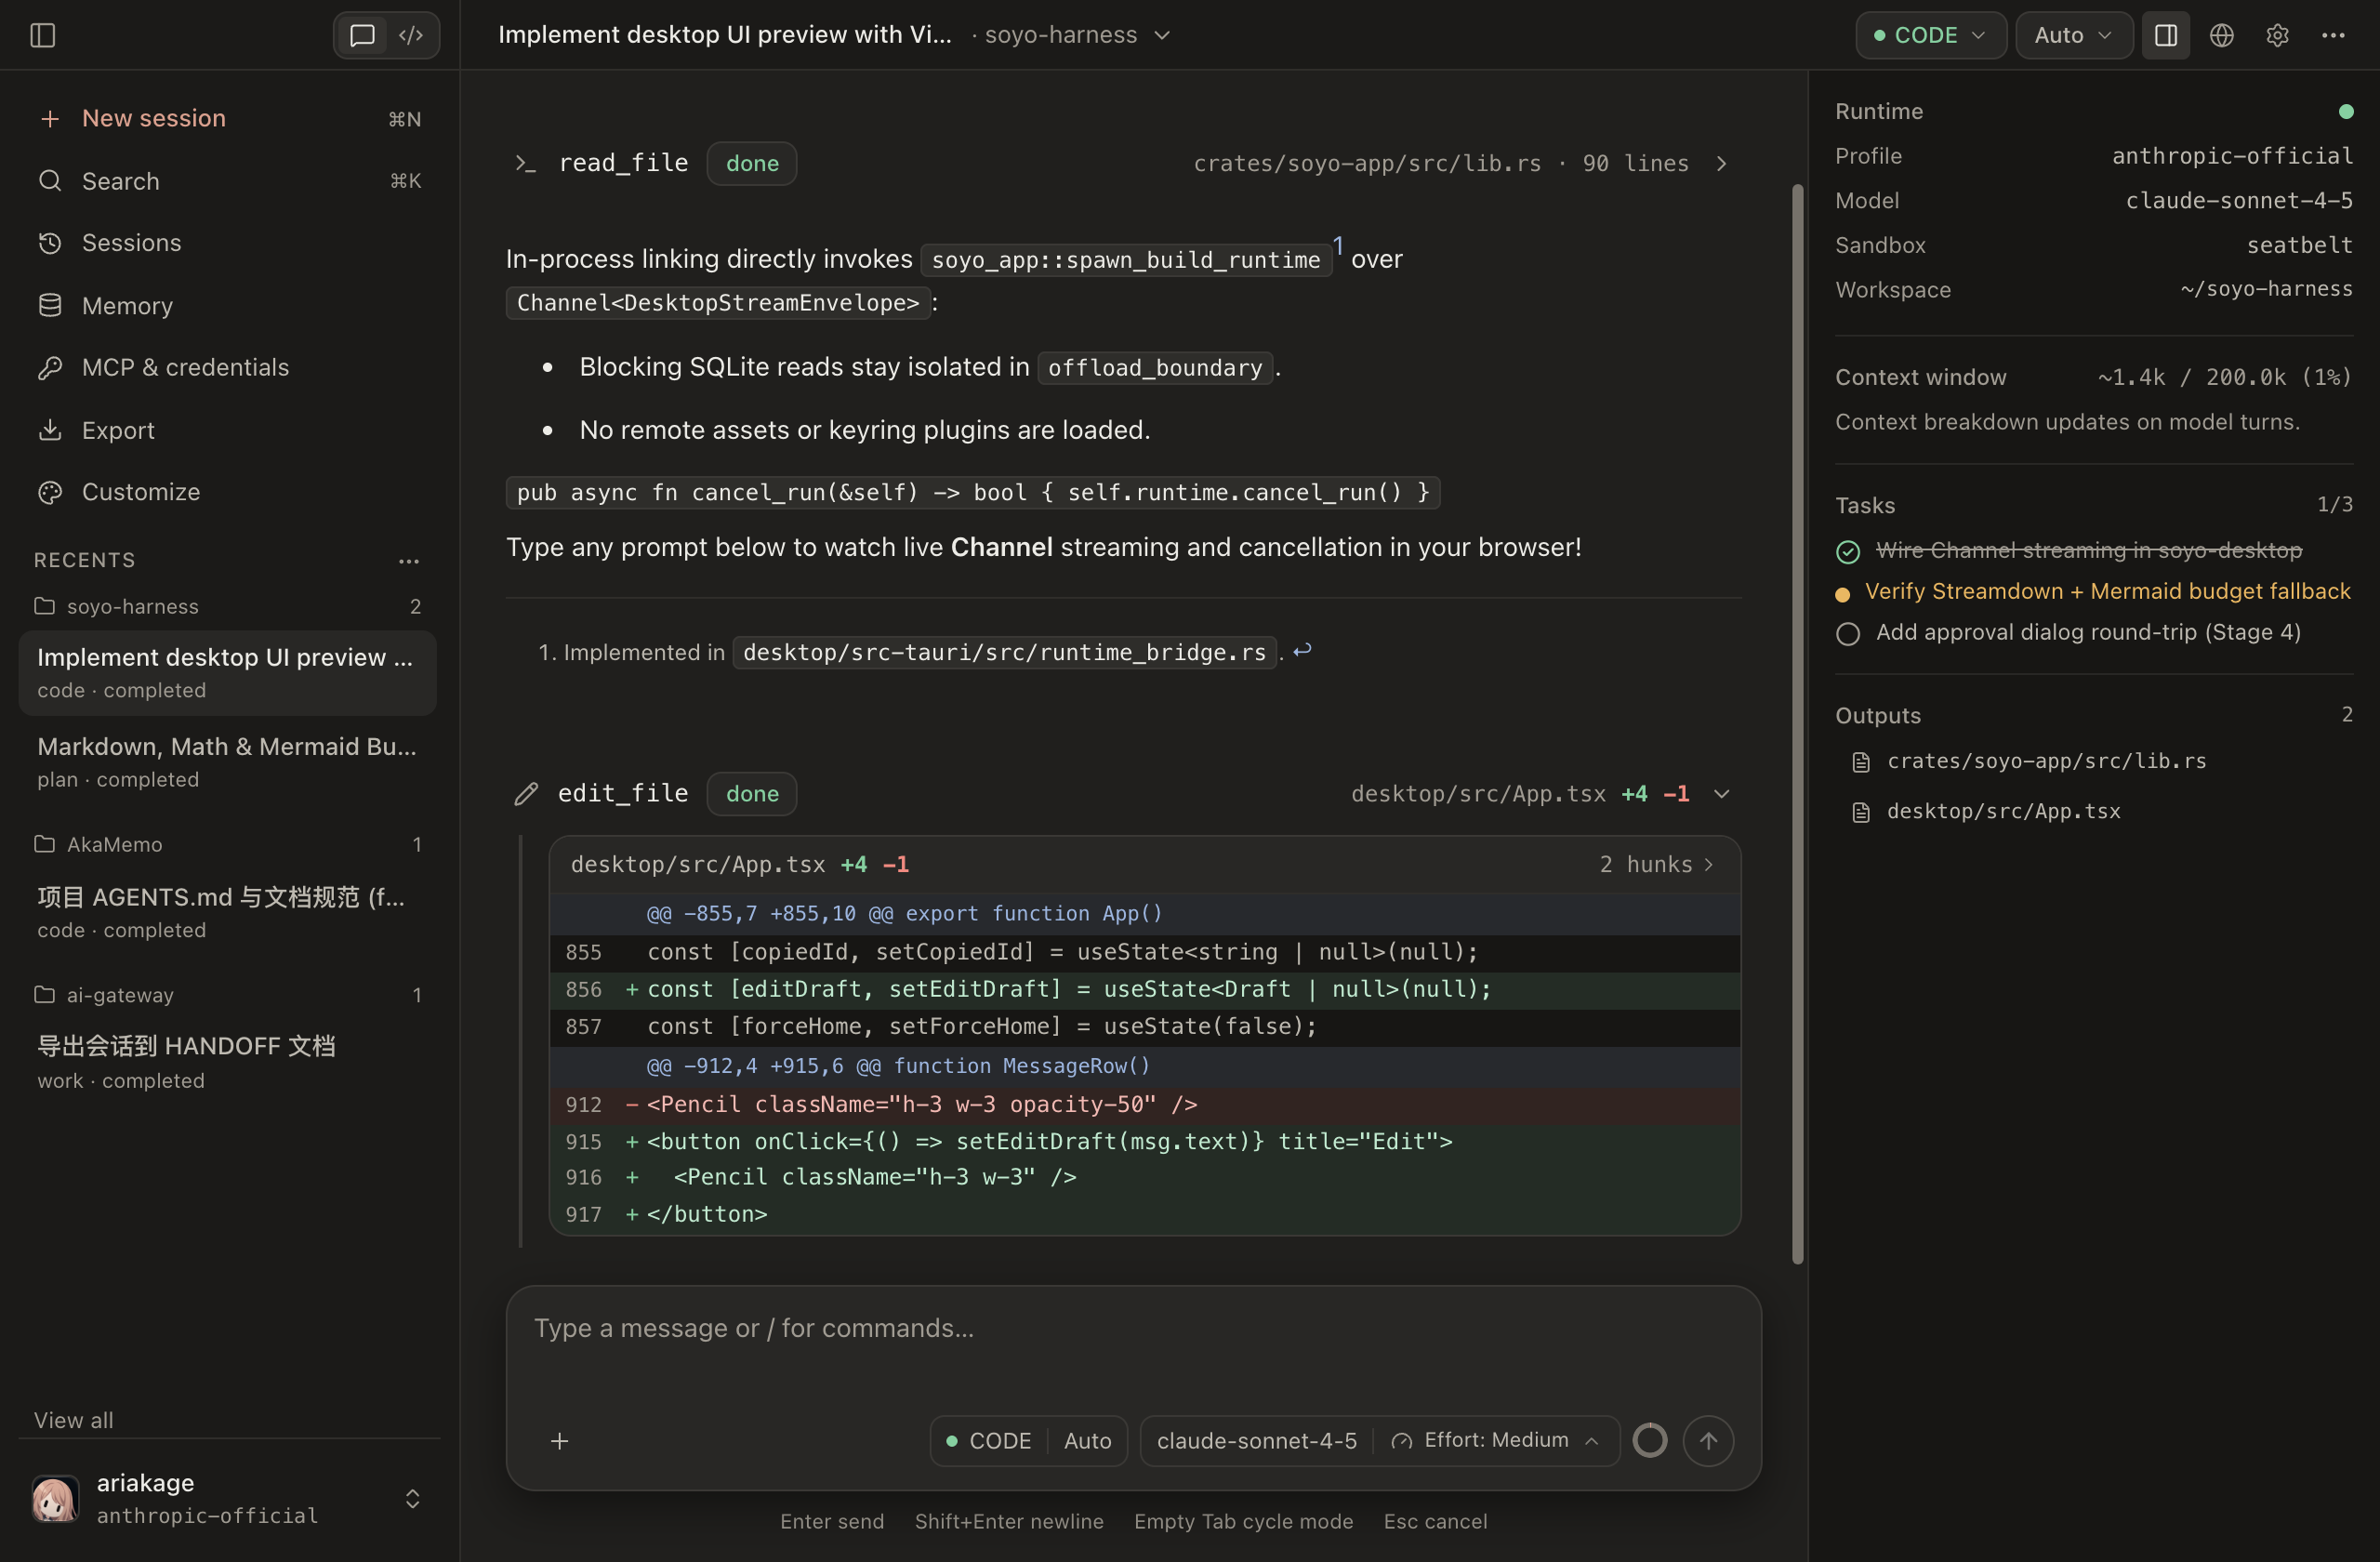 Implement desktop UI preview with Vi... · soyo-harness
CODE
Auto
New session ⌘N
Search ⌘K
Sessions
Memory
MCP & credentials
Export
Customize
RECENTS
soyo-harness 2
Implement desktop UI preview ...
code · completed
Markdown, Math & Mermaid Bu...
plan · completed
AkaMemo 1
项目 AGENTS.md 与文档规范 (f...
code · completed
ai-gateway 1
导出会话到 HANDOFF 文档
work · completed
View all
ariakage
anthropic-official
read_file done crates/soyo-app/src/lib.rs · 90 lines
In-process linking directly invokes soyo_app::spawn_build_runtime1 over
Channel<DesktopStreamEnvelope>:
• Blocking SQLite reads stay isolated in offload_boundary.
• No remote assets or keyring plugins are loaded.
pub async fn cancel_run(&self) -> bool { self.runtime.cancel_run() }
Type any prompt below to watch live Channel streaming and cancellation in your browser!
1. Implemented in desktop/src-tauri/src/runtime_bridge.rs. ↩
edit_file done desktop/src/App.tsx +4 -1
desktop/src/App.tsx +4 -1 2 hunks
@@ -855,7 +855,10 @@ export function App()
855 const [copiedId, setCopiedId] = useState<string | null>(null);
856 + const [editDraft, setEditDraft] = useState<Draft | null>(null);
857 const [forceHome, setForceHome] = useState(false);
@@ -912,4 +915,6 @@ function MessageRow()
912 - <Pencil className="h-3 w-3 opacity-50" />
915 + <button onClick={() => setEditDraft(msg.text)} title="Edit">
916 + <Pencil className="h-3 w-3" />
917 + </button>
Type a message or / for commands...
CODE Auto claude-sonnet-4-5 Effort: Medium
Enter send Shift+Enter newline Empty Tab cycle mode Esc cancel
Runtime
Profile anthropic-official
Model claude-sonnet-4-5
Sandbox seatbelt
Workspace ~/soyo-harness
Context window ~1.4k / 200.0k (1%)
Context breakdown updates on model turns.
Tasks 1/3
Wire Channel streaming in soyo-desktop
Verify Streamdown + Mermaid budget fallback
Add approval dialog round-trip (Stage 4)
Outputs 2
crates/soyo-app/src/lib.rs
desktop/src/App.tsx